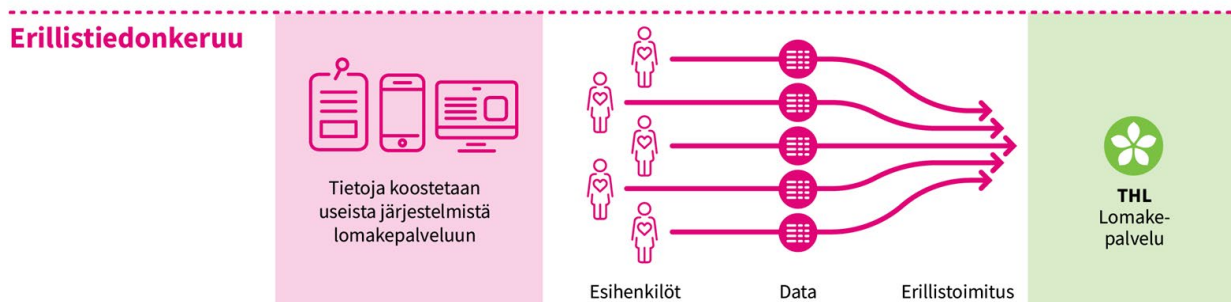 Erillistiedonkeruu
Tietoja koostetaan
useista järjestelmistä
lomakepalveluun
Esihenkilöt
Data
Erillistoimitus
THL
Lomake-
palvelu